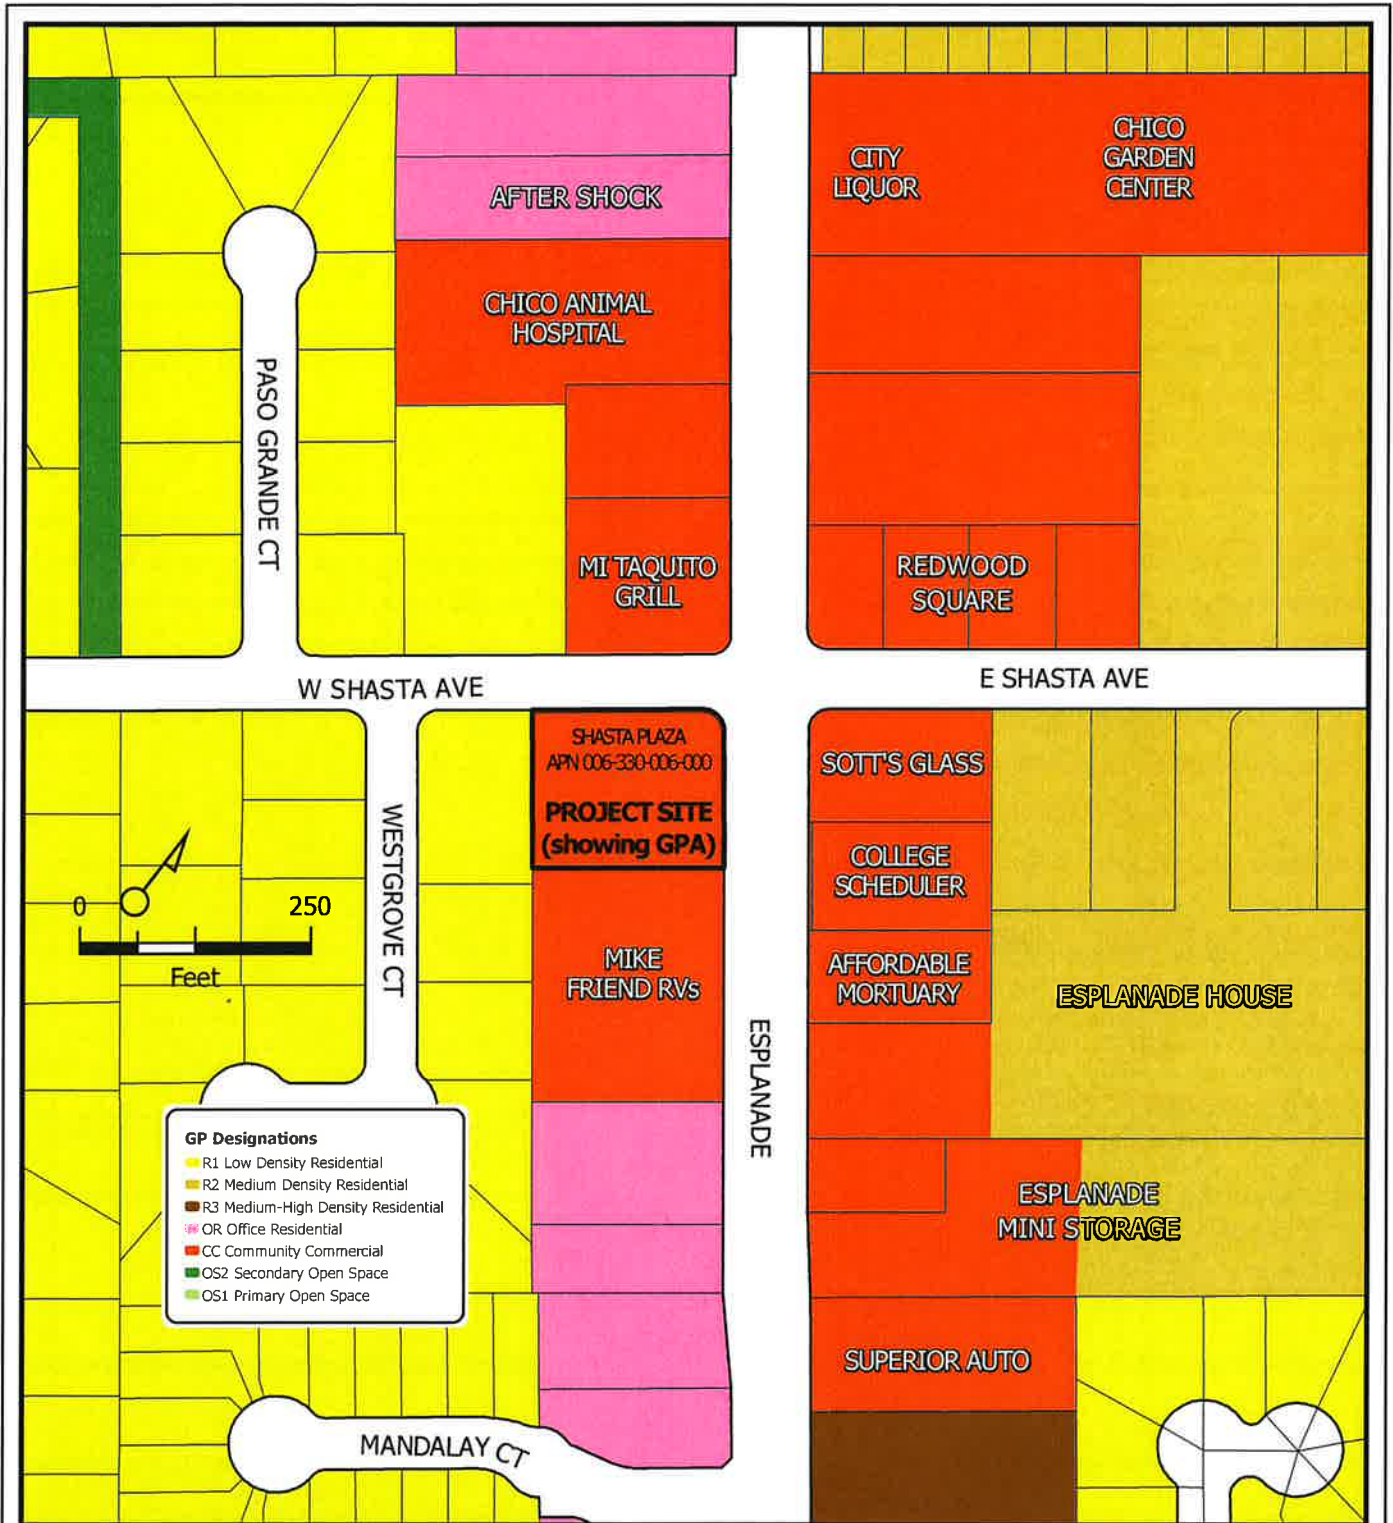 CITY
LIQUOR
CHICO
GARDEN
CENTER
AFTER SHOCK
CHICO ANIMAL
HOSPITAL
PASO GRANDE CT
MI TAQUITO
GRILL
REDWOOD
SQUARE
W SHASTA AVE
E SHASTA AVE
SHASTA PLAZA
APN 006-330-006-000
PROJECT SITE
(showing GPA)
SOTT'S GLASS
COLLEGE
SCHEDULER
WESTGROVE CT
0 250
Feet
MIKE
FRIEND RVs
AFFORDABLE
MORTUARY
ESPLANADE HOUSE
ESPLANADE
GP Designations
R1 Low Density Residential
R2 Medium Density Residential
R3 Medium-High Density Residential
OR Office Residential
CC Community Commercial
OS2 Secondary Open Space
OS1 Primary Open Space
ESPLANADE
MINI STORAGE
SUPERIOR AUTO
MANDALAY CT